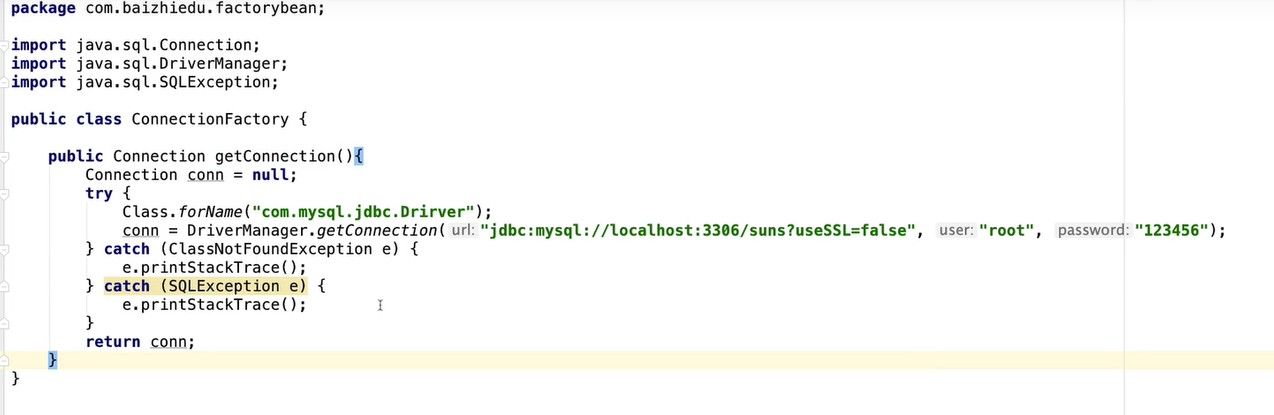 package com.baizhiedu.factorybean;
import java.sql.Connection;
import java.sql.DriverManager;
import java.sql.SQLException;
public class ConnectionFactory {
public Connection getConnection(){
Connection conn = null;
try {
Class.forName("com.mysql.jdbc.Drirver");
conn = DriverManager.getConnection( url: "jdbc:mysql://localhost:3306/suns?useSSL=false", user: "root", password: "123456");
} catch (ClassNotFoundException e) {
e.printStackTrace();
} catch (SQLException e) {
e.printStackTrace();
}
return conn;
}
}